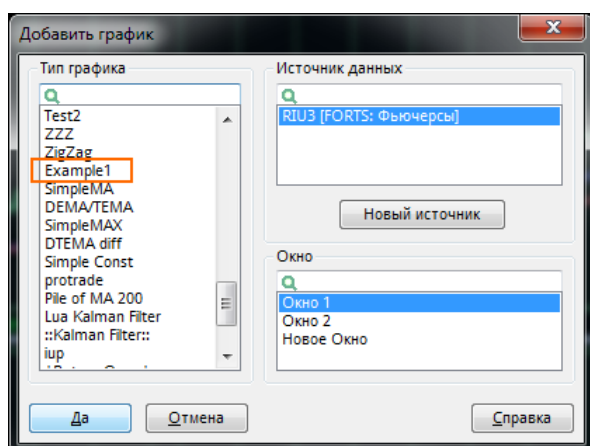 Добавить график
Тип графика
Test2
ZZZ
ZigZag
Example1
SimpleMA
DEMA/TEMA
SimpleMAX
DTEMA diff
Simple Const
protrade
Pile of MA 200
Lua Kalman Filter
::Kalman Filter::
iup
Источник данных
RIU3 [FORTS: Фьючерсы]
Новый источник
Окно
Окно 1
Окно 2
Новое Окно
Да
Отмена
Справка